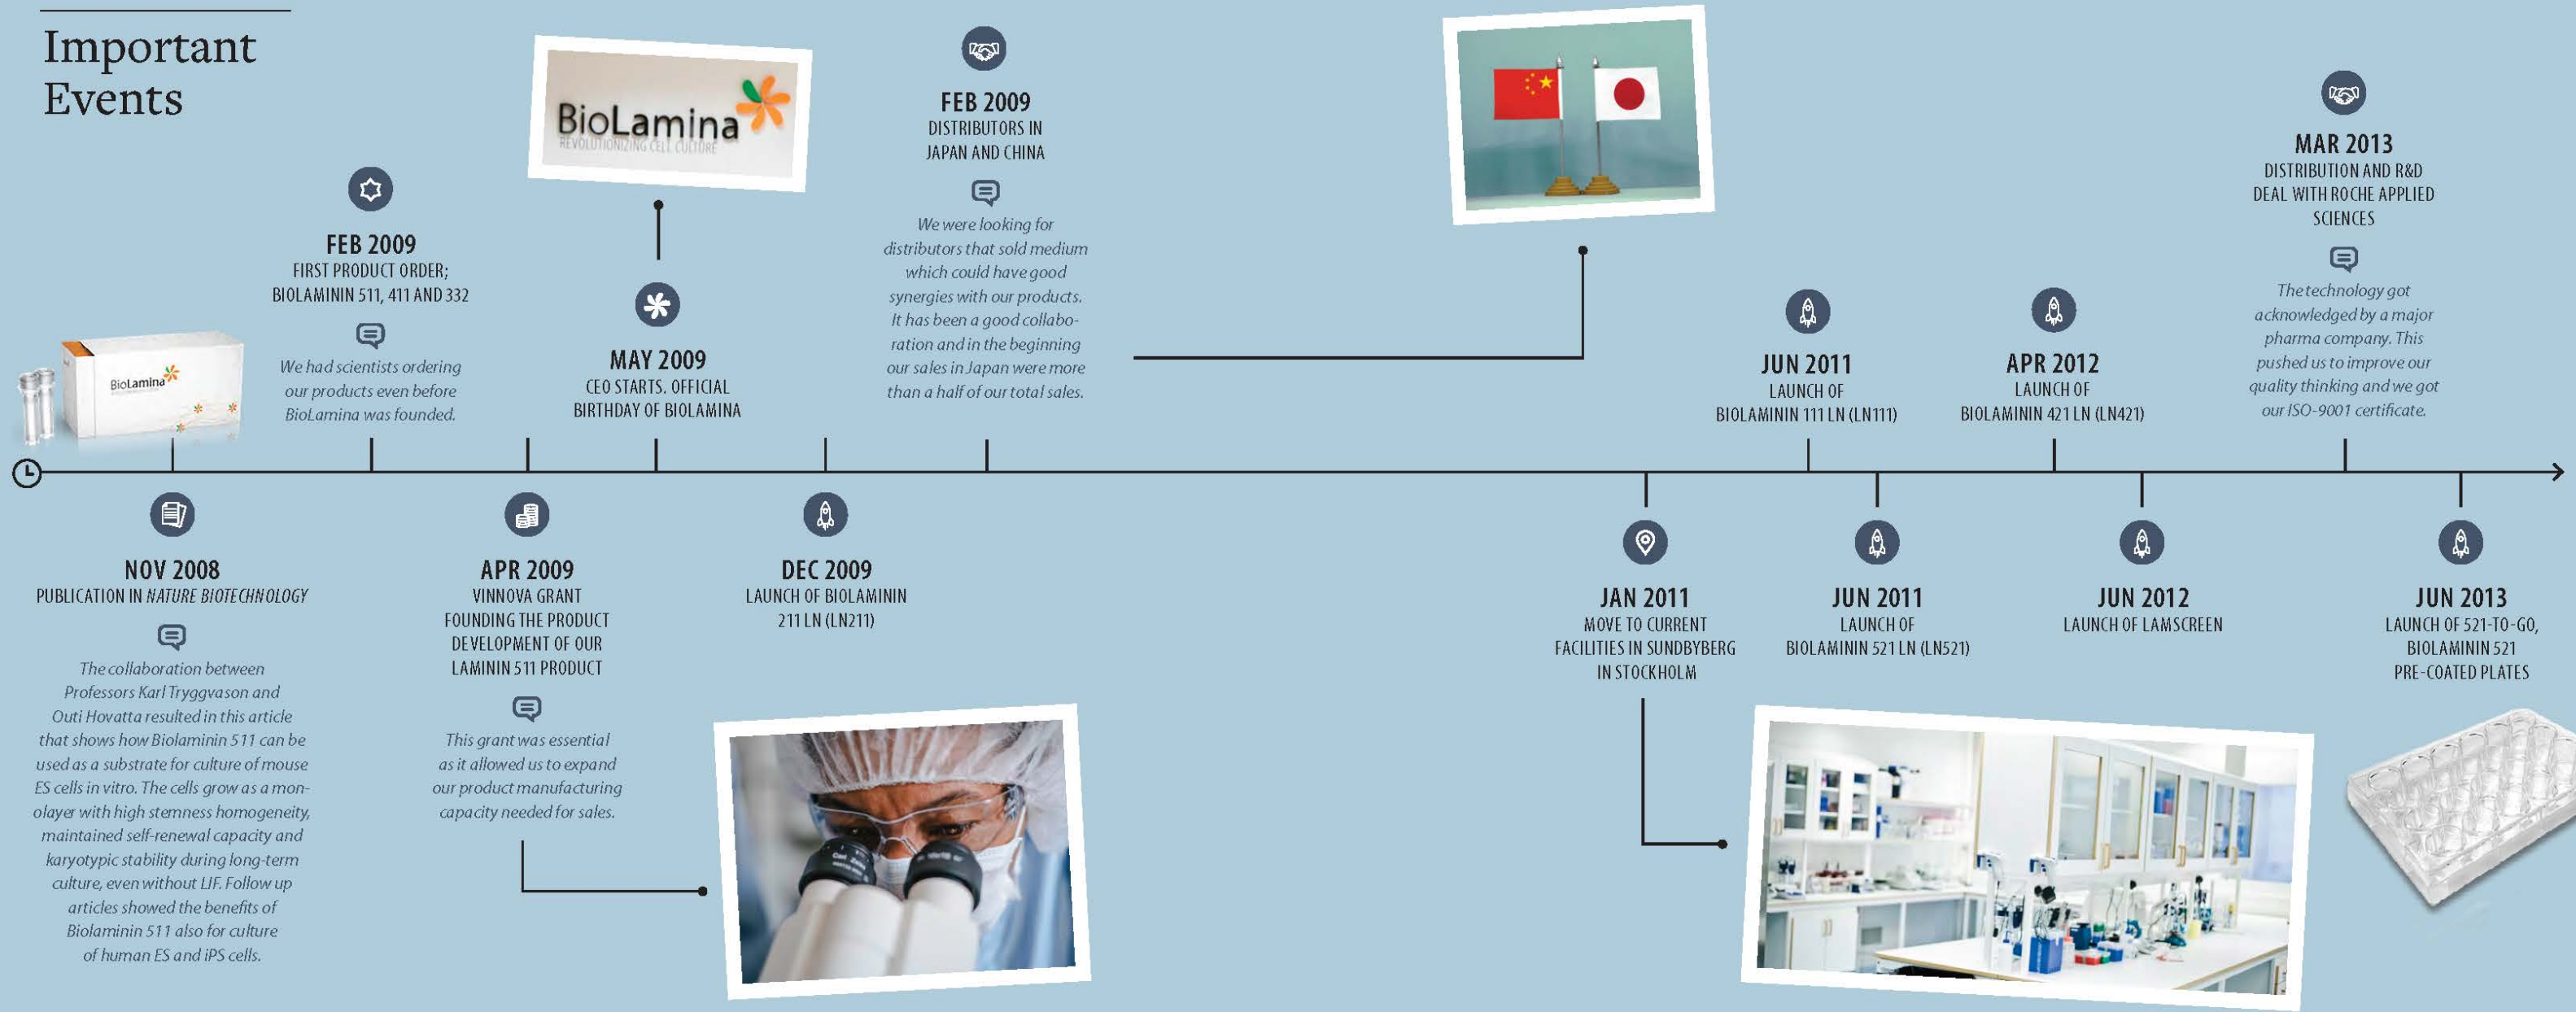 Important
Events
NOV 2008
PUBLICATION IN NATURE BIOTECHNOLOGY
The collaboration between
Professors Karl Tryggvason and
Outi Hovatta resulted in this article
that shows how Biolaminin 511 can be
used as a substrate for culture of mouse
ES cells in vitro. The cells grow as a mon-
olayer with high stemness homogeneity,
maintained self-renewal capacity and
karyotypic stability during long-term
culture, even without LIF. Follow up
articles showed the benefits of
Biolaminin 511 also for culture
of human ES and iPS cells.
BioLamina
FEB 2009
FIRST PRODUCT ORDER;
BIOLAMININ 511, 411 AND 332
We had scientists ordering
our products even before
BioLamina was founded.
APR 2009
VINNOVA GRANT
FOUNDING THE PRODUCT
DEVELOPMENT OF OUR
LAMININ 511 PRODUCT
This grant was essential
as it allowed us to expand
our product manufacturing
capacity needed for sales.
BioLamina
REVOLUTIONIZING CELL CULTURE
MAY 2009
CEO STARTS. OFFICIAL
BIRTHDAY OF BIOLAMINA
DEC 2009
LAUNCH OF BIOLAMININ
211 LN (LN211)
Carl Zeiss
FEB 2009
DISTRIBUTORS IN
JAPAN AND CHINA
We were looking for
distributors that sold medium
which could have good
synergies with our products.
It has been a good collabo-
ration and in the beginning
our sales in Japan were more
than a half of our total sales.
JAN 2011
MOVE TO CURRENT
FACILITIES IN SUNDBYBERG
IN STOCKHOLM
JUN 2011
LAUNCH OF
BIOLAMININ 111 LN (LN111)
JUN 2011
LAUNCH OF
BIOLAMININ 521 LN (LN521)
APR 2012
LAUNCH OF
BIOLAMININ 421 LN (LN421)
JUN 2012
LAUNCH OF LAMSCREEN
MAR 2013
DISTRIBUTION AND R&D
DEAL WITH ROCHE APPLIED
SCIENCES
The technology got
acknowledged by a major
pharma company. This
pushed us to improve our
quality thinking and we got
our ISO-9001 certificate.
JUN 2013
LAUNCH OF 521-TO-GO,
BIOLAMININ 521
PRE-COATED PLATES